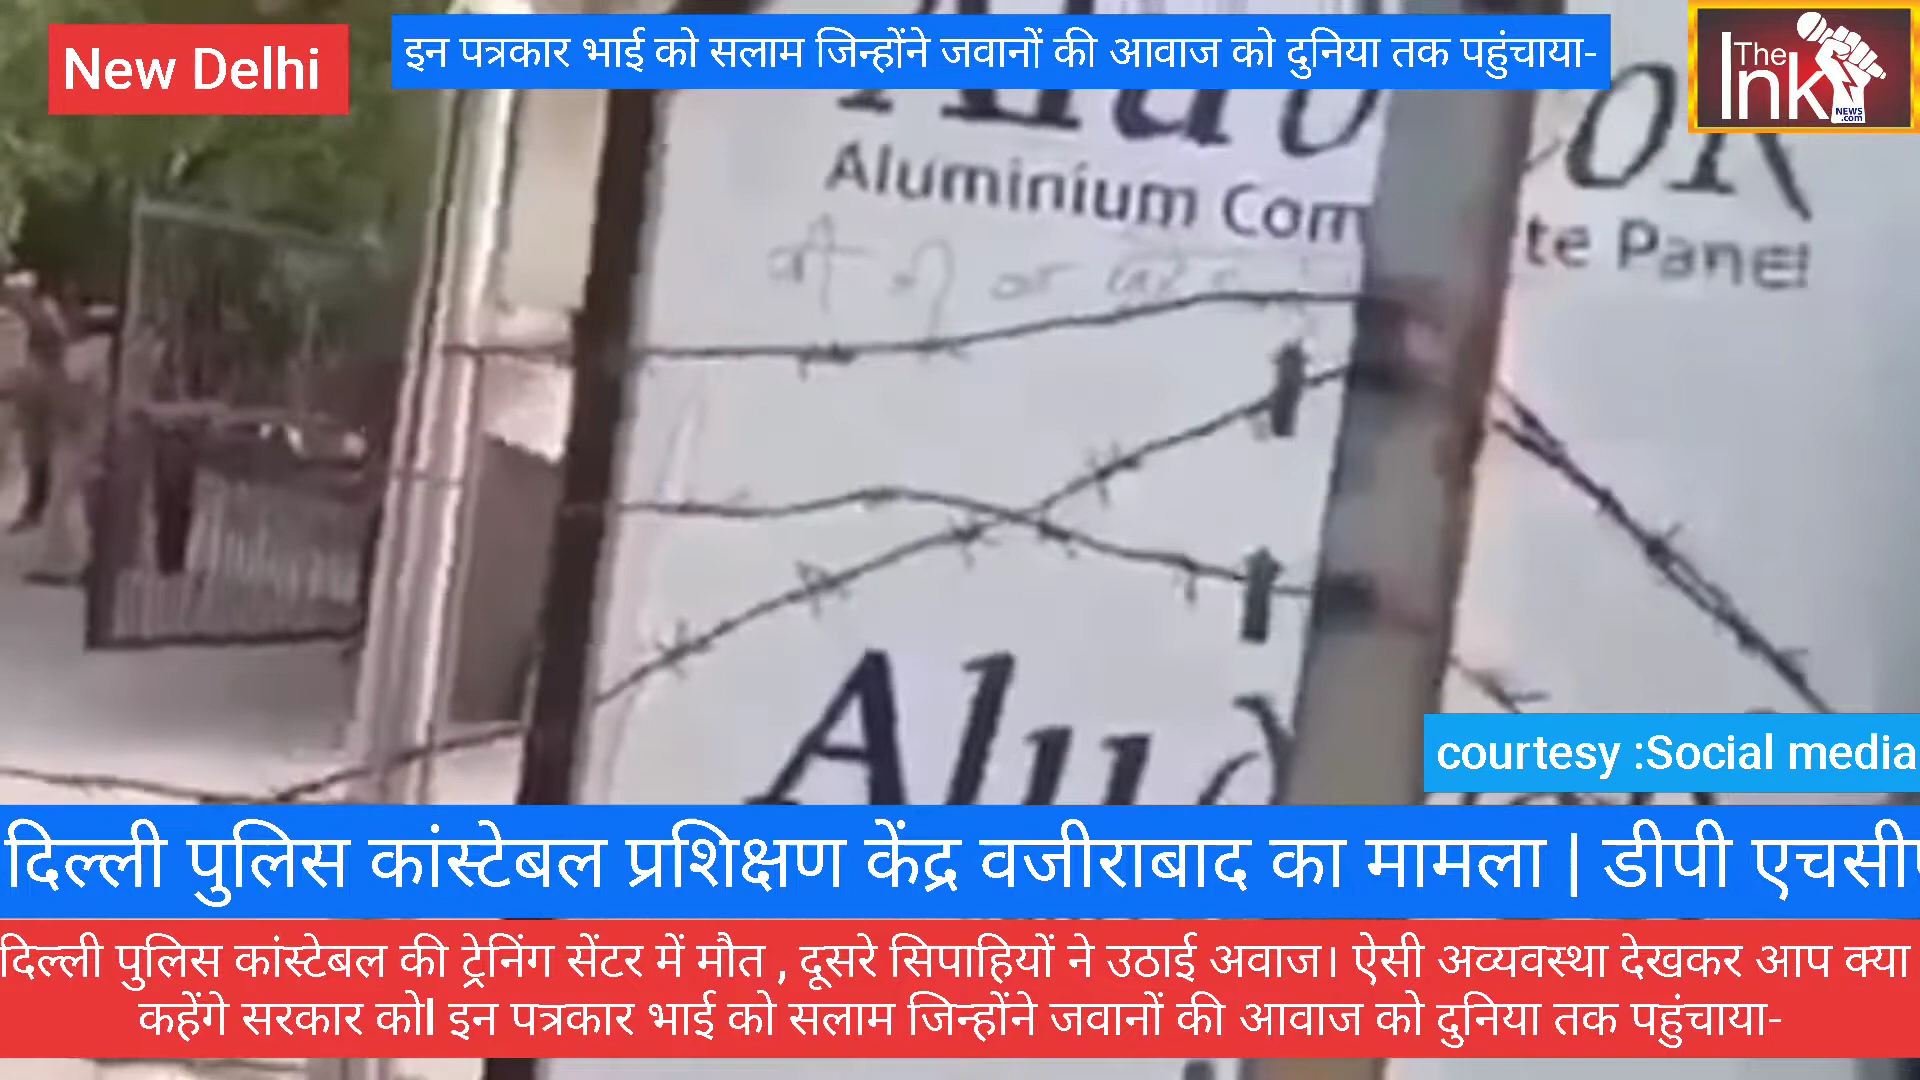 New Delhi
इन पत्रकार भाई को सलाम जिन्होंने जवानों की आवाज को दुनिया तक पहुंचाया-
The
Ink
NEWS
.com
Aluminium Com te Panel
courtesy :Social media
दिल्ली पुलिस कांस्टेबल प्रशिक्षण केंद्र वजीराबाद का मामला | डीपी
दिल्ली पुलिस कांस्टेबल की ट्रेनिंग सेंटर में मौत , दूसरे सिपाहियों ने उठाई अवाज। ऐसी अव्यवस्था देखकर आप क्या
कहेंगे सरकार को। इन पत्रकार भाई को सलाम जिन्होंने जवानों की आवाज को दुनिया तक पहुंचाया-